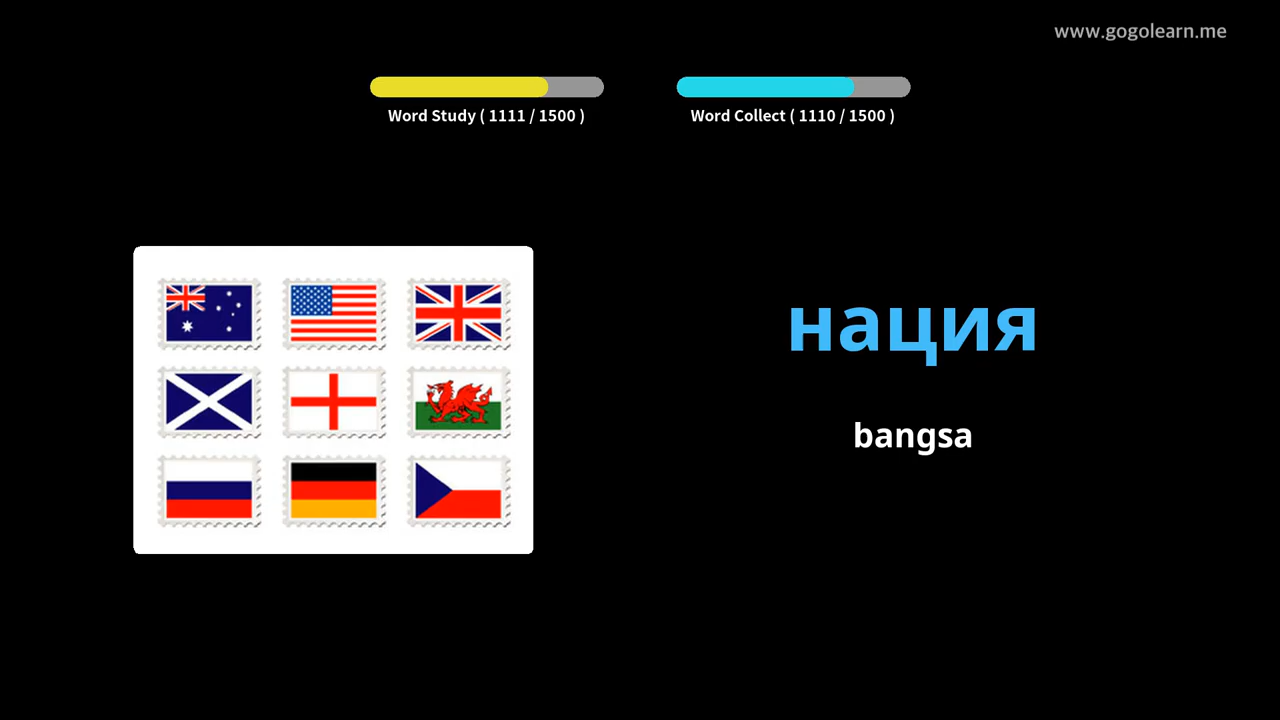 www.gogolearn.me
Word Study ( 1111 / 1500 )
Word Collect ( 1110 / 1500 )
нация
bangsa